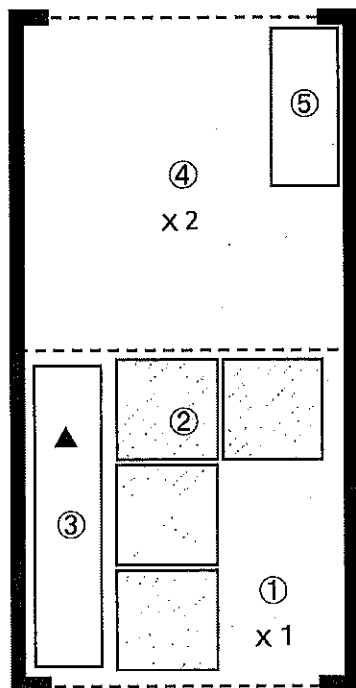 ⑤
④
x 2
②
③
①
x 1